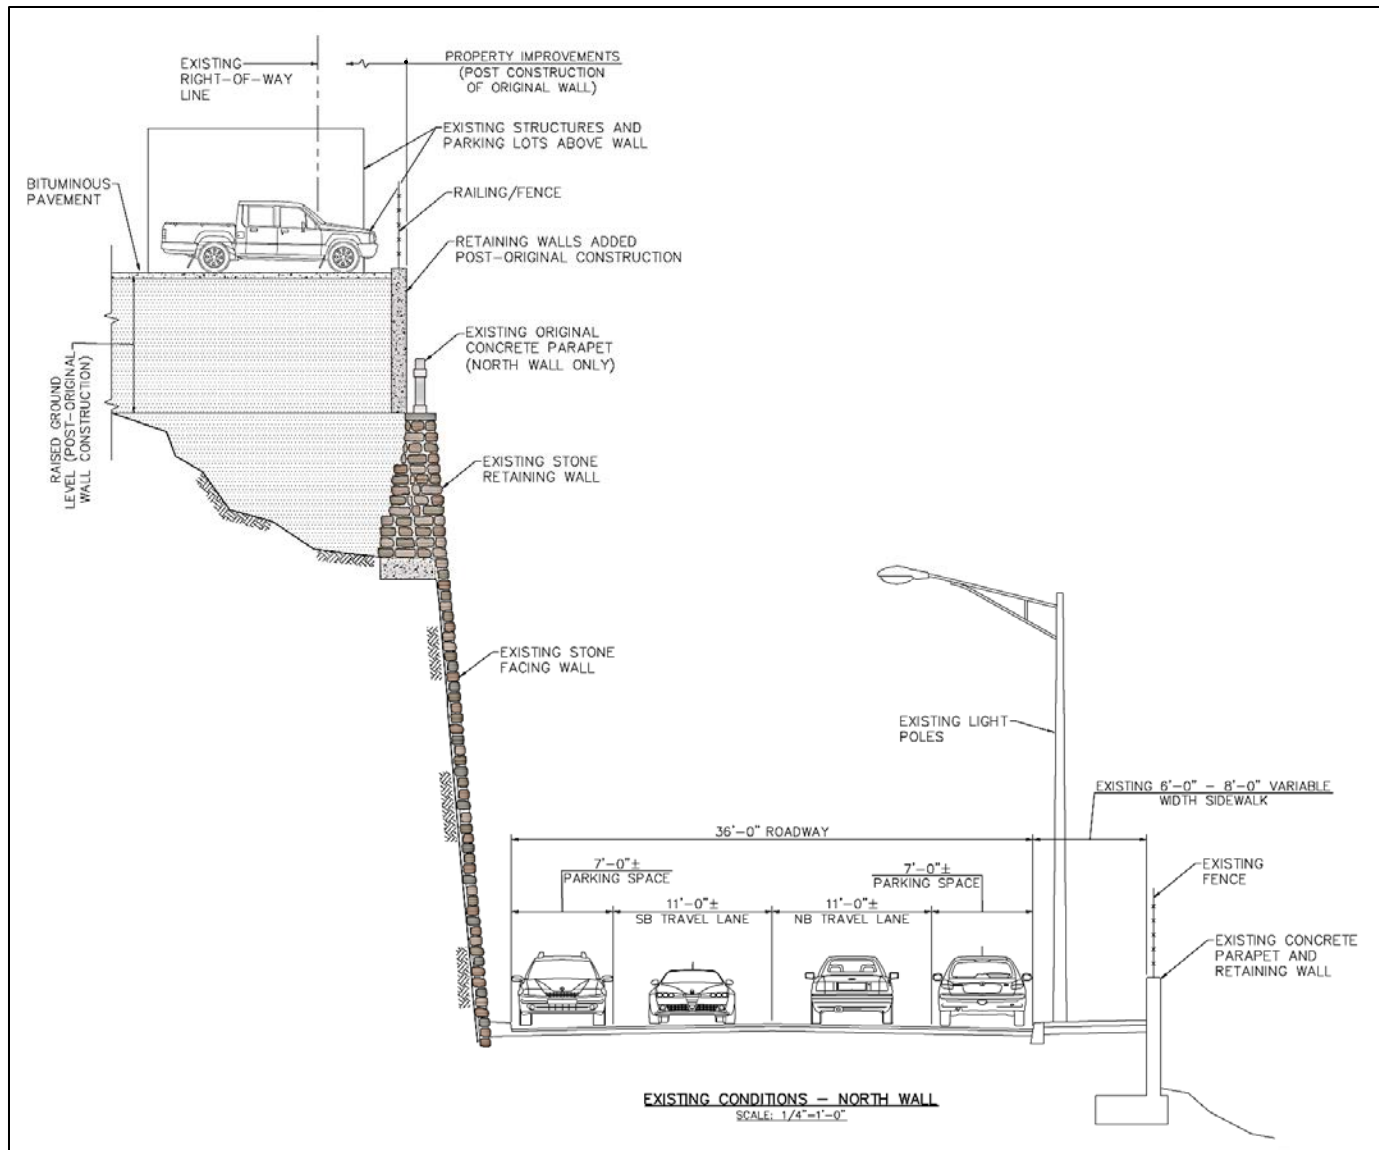 EXISTING
RIGHT-OF-WAY
LINE
PROPERTY IMPROVEMENTS
(POST CONSTRUCTION
OF ORIGINAL WALL)
EXISTING STRUCTURES AND
PARKING LOTS ABOVE WALL
BITUMINOUS
PAVEMENT
RAILING/FENCE
RETAINING WALLS ADDED
POST-ORIGINAL CONSTRUCTION
EXISTING ORIGINAL
CONCRETE PARAPET
(NORTH WALL ONLY)
RAISED GROUND
LEVEL (POST-ORIGINAL
WALL CONSTRUCTION)
EXISTING STONE
RETAINING WALL
EXISTING STONE
FACING WALL
EXISTING LIGHT
POLES
EXISTING 6'-0" - 8'-0" VARIABLE
WIDTH SIDEWALK
36'-0" ROADWAY
7'-0"±
PARKING SPACE
7'-0"±
PARKING SPACE
11'-0"±
SB TRAVEL LANE
11'-0"±
NB TRAVEL LANE
EXISTING
FENCE
EXISTING CONCRETE
PARAPET AND
RETAINING WALL
EXISTING CONDITIONS - NORTH WALL
SCALE: 1/4"=1'-0"